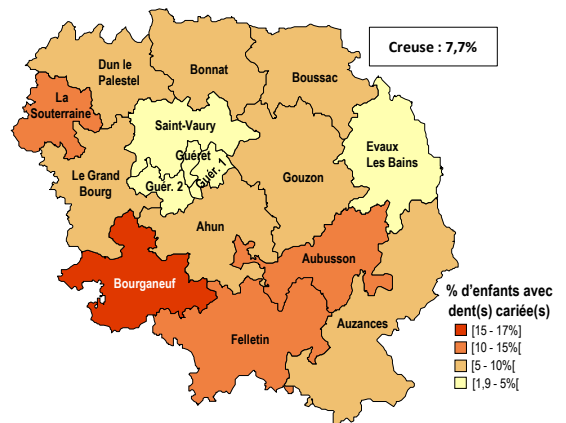 Creuse : 7,7%
Dun le
Palestel
Bonnat
Boussac
La
Souterraine
Saint-Vaury
Evaux
Les Bains
Guéret
Guér. 1
Le Grand
Bourg
Guér. 2
Gouzon
Ahun
Aubusson
Bourganeuf
% d'enfants avec
dent(s) cariée(s)
Auzances
Felletin
[15 - 17%]
[10 - 15%[
[5 - 10%[
[1,9 - 5%[